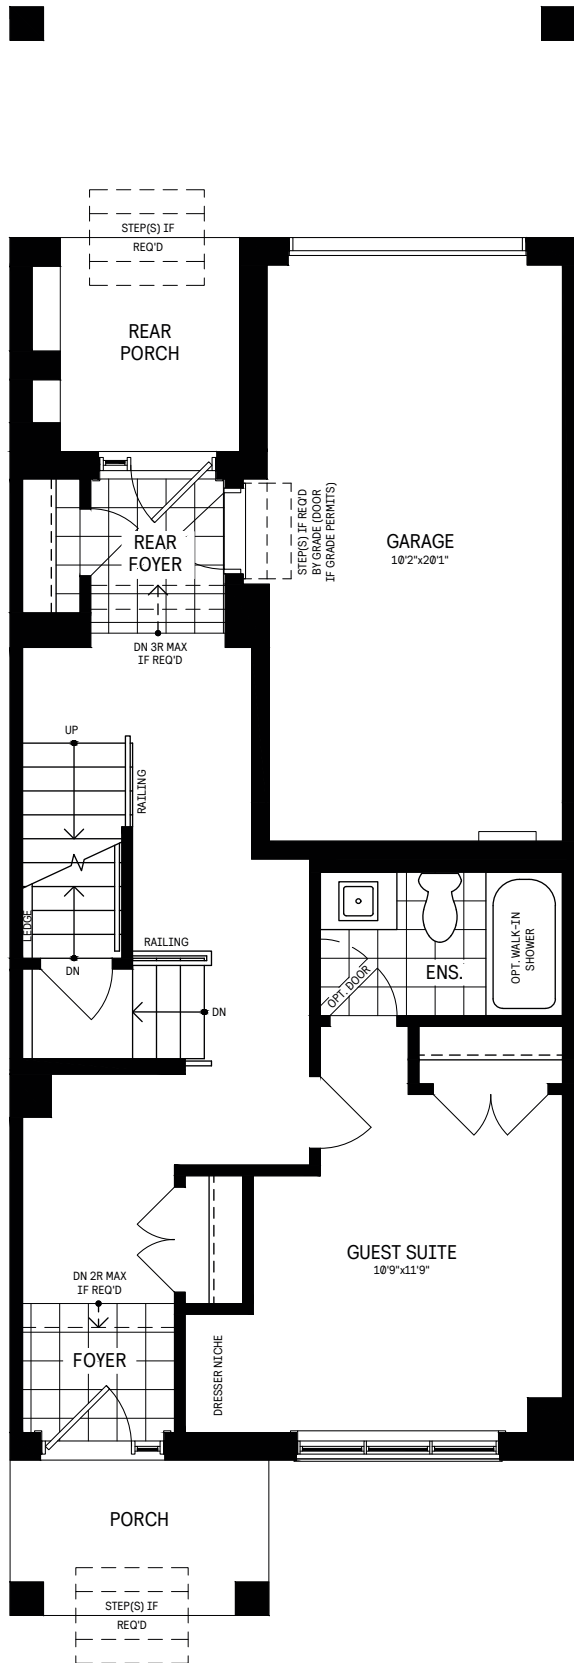 STEP(S) IF
REQ'D
REAR
PORCH
REAR
FOYER
STEP(S) IF REQ'D
BY GRADE (DOOR
IF GRADE PERMITS)
GARAGE
10'2"x20'1"
DN 3R MAX
IF REQ'D
UP
RAILING
LEDGE
RAILING
DN
DN
OPT. DOOR
ENS.
OPT. WALK-IN
SHOWER
GUEST SUITE
10'9"x11'9"
DN 2R MAX
IF REQ'D
FOYER
DRESSER NICHE
PORCH
STEP(S) IF
REQ'D